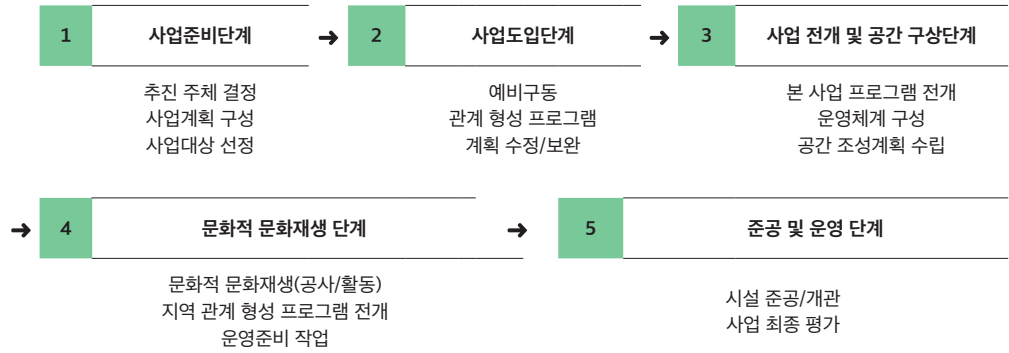 1 사업준비단계 → 2 사업도입단계 → 3 사업 전개 및 공간 구상단계
추진 주체 결정
사업계획 구성
사업대상 선정
예비구동
관계 형성 프로그램
계획 수정/보완
본 사업 프로그램 전개
운영체계 구성
공간 조성계획 수립
→ 4 문화적 문화재생 단계 → 5 준공 및 운영 단계
문화적 문화재생(공사/활동)
지역 관계 형성 프로그램 전개
운영준비 작업
시설 준공/개관
사업 최종 평가